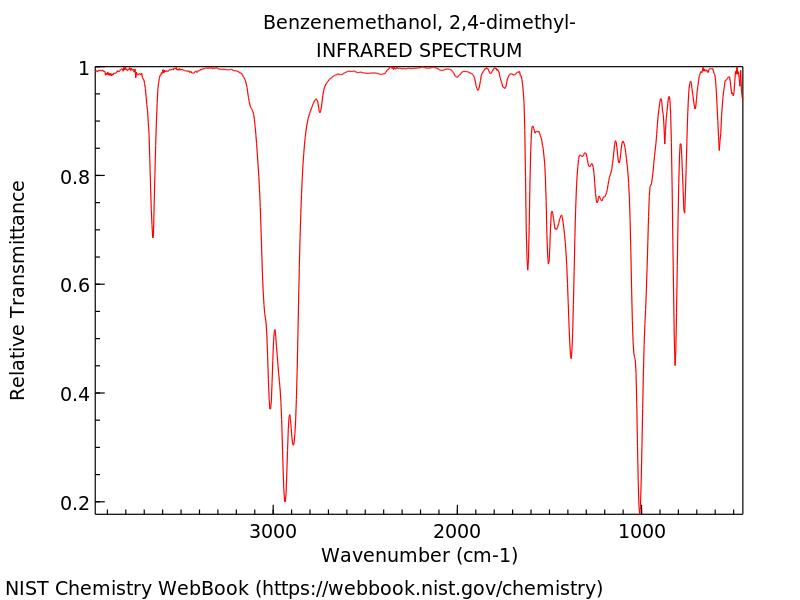 Benzenemethanol, 2,4-dimethyl-
INFRARED SPECTRUM
1
0.8
0.6
0.4
0.2
Relative Transmittance
3000 2000 1000
Wavenumber (cm-1)
NIST Chemistry WebBook (https://webbook.nist.gov/chemistry)